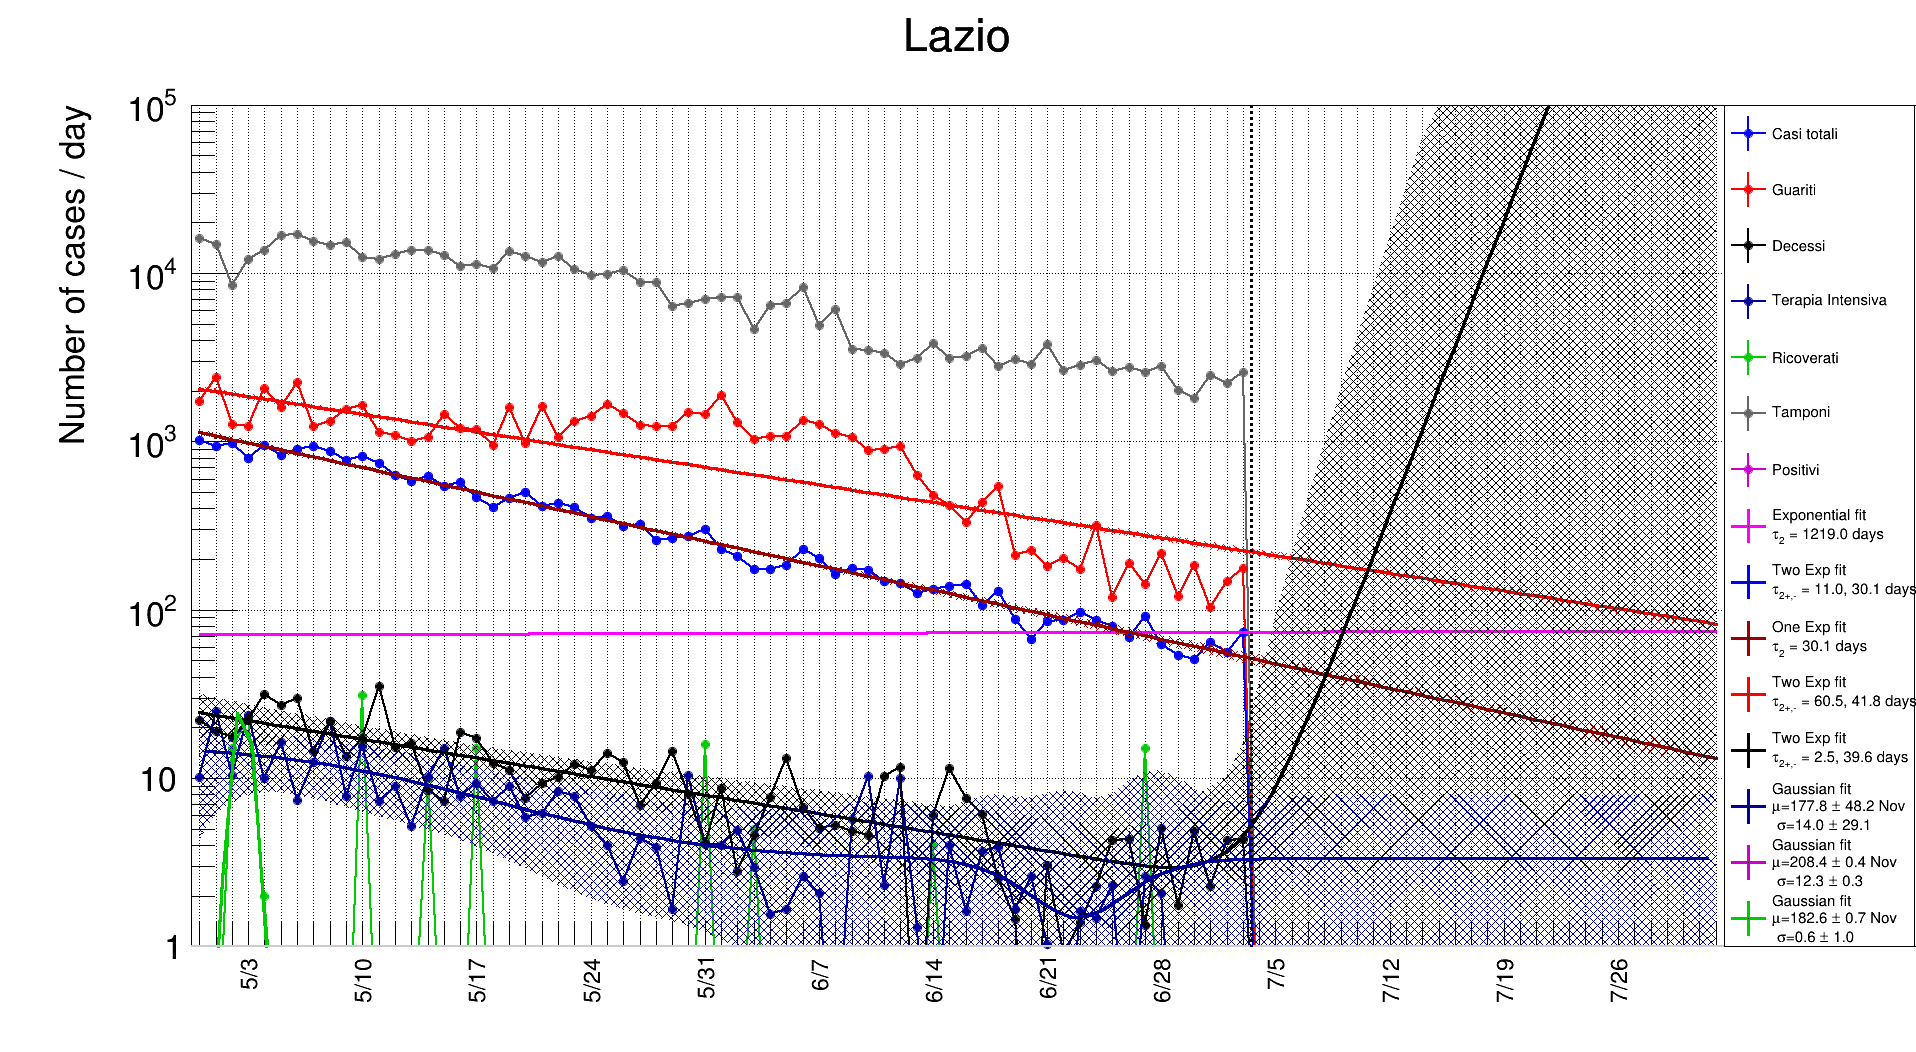 Lazio
Number of cases / day
10^5
10^4
10^3
10^2
10
1
5/3
5/10
5/17
5/24
5/31
6/7
6/14
6/21
6/28
7/5
7/12
7/19
7/26
Casi totali
Guariti
Decessi
Terapia Intensiva
Ricoverati
Tamponi
Positivi
Exponential fit
τ2 = 1219.0 days
Two Exp fit
τ2+,- = 11.0, 30.1 days
One Exp fit
τ2 = 30.1 days
Two Exp fit
τ2+,- = 60.5, 41.8 days
Two Exp fit
τ2+,- = 2.5, 39.6 days
Gaussian fit
μ=177.8 ± 48.2 Nov
σ=14.0 ± 29.1
Gaussian fit
μ=208.4 ± 0.4 Nov
σ=12.3 ± 0.3
Gaussian fit
μ=182.6 ± 0.7 Nov
σ=0.6 ± 1.0